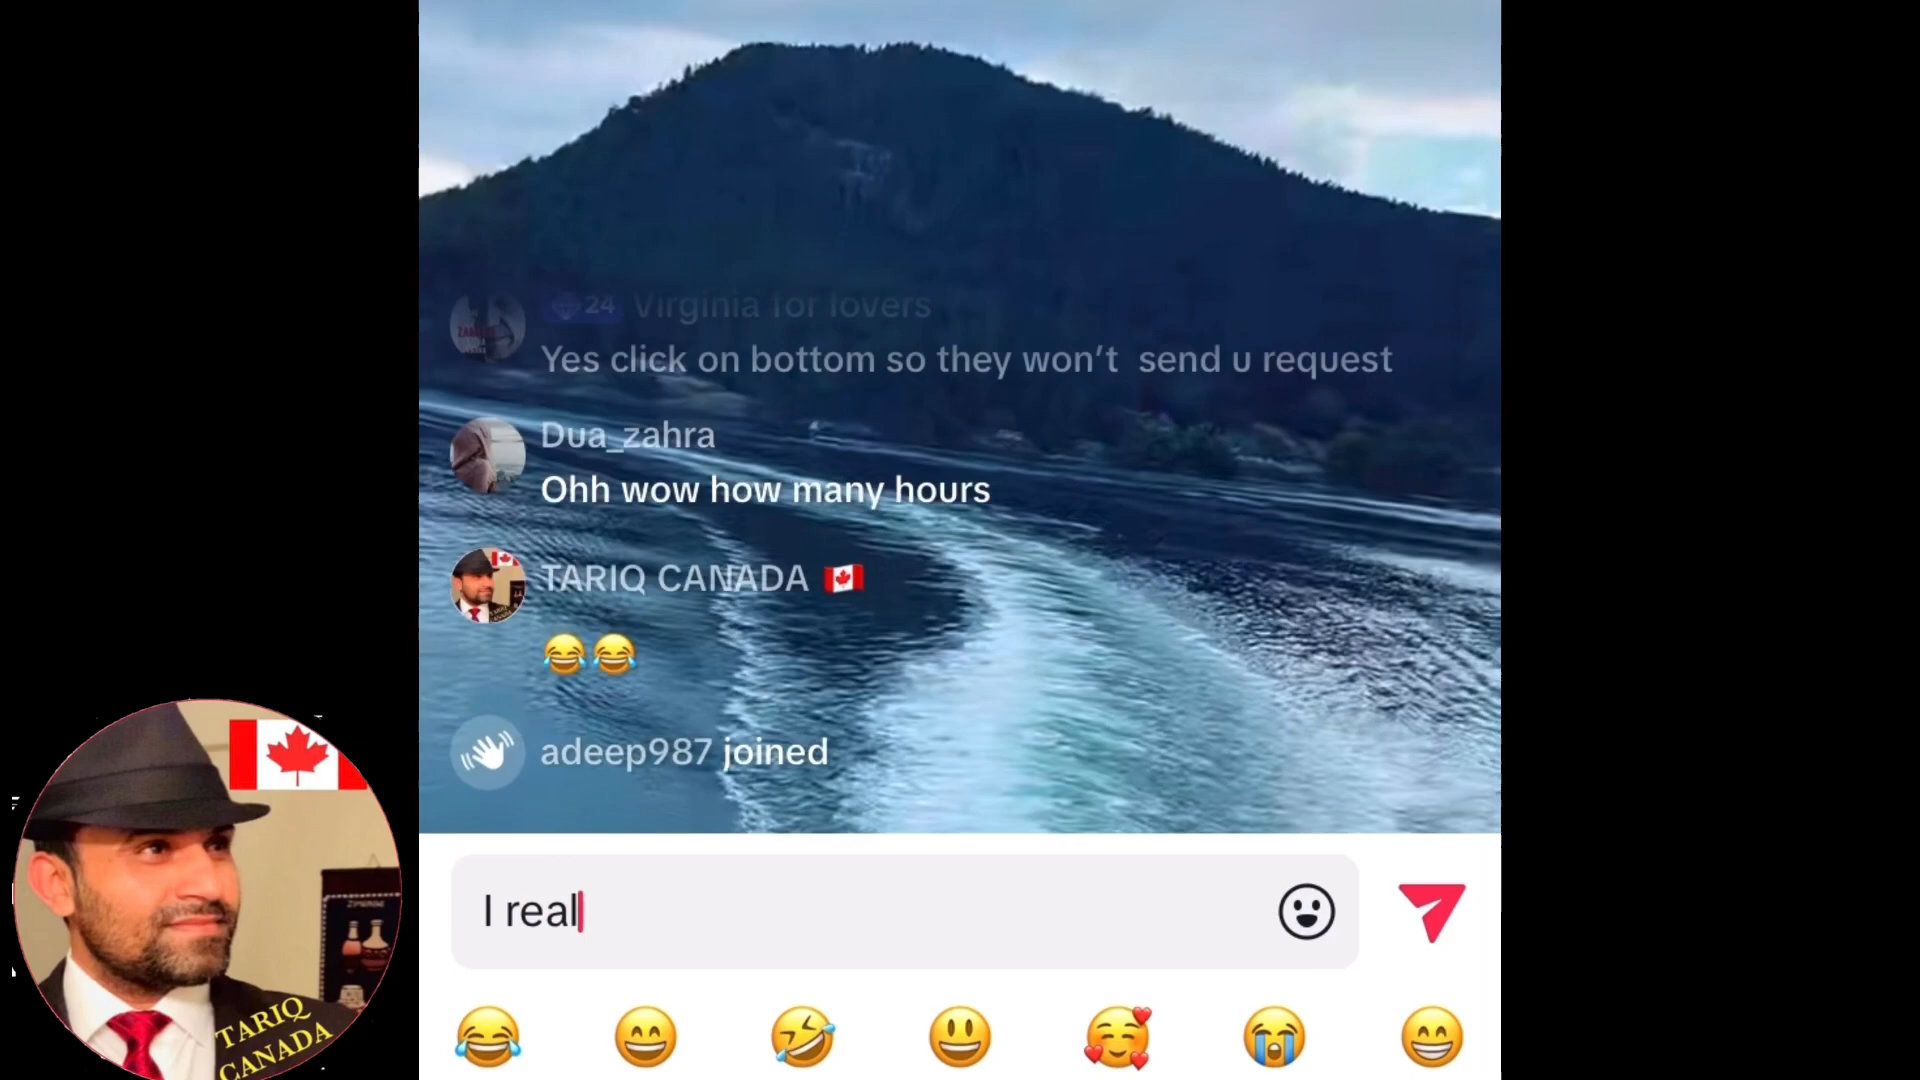 24 Virginia for lovers
Yes click on bottom so they won’t send u request
Dua_zahra
Ohh wow how many hours
TARIQ CANADA 🇨🇦
😂😂
adeep987 joined
I real
TARIQ
CANADA